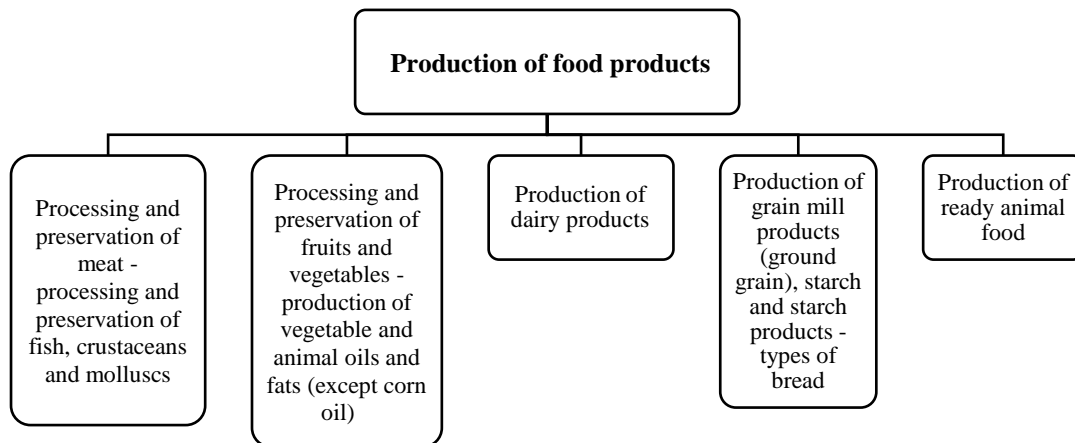 Production of food products
Processing and
preservation of
meat -
processing and
preservation of
fish, crustaceans
and molluscs
Processing and
preservation of
fruits and
vegetables -
production of
vegetable and
animal oils and
fats (except corn
oil)
Production of
dairy products
Production of
grain mill
products
(ground
grain), starch
and starch
products -
types of
bread
Production of
ready animal
food